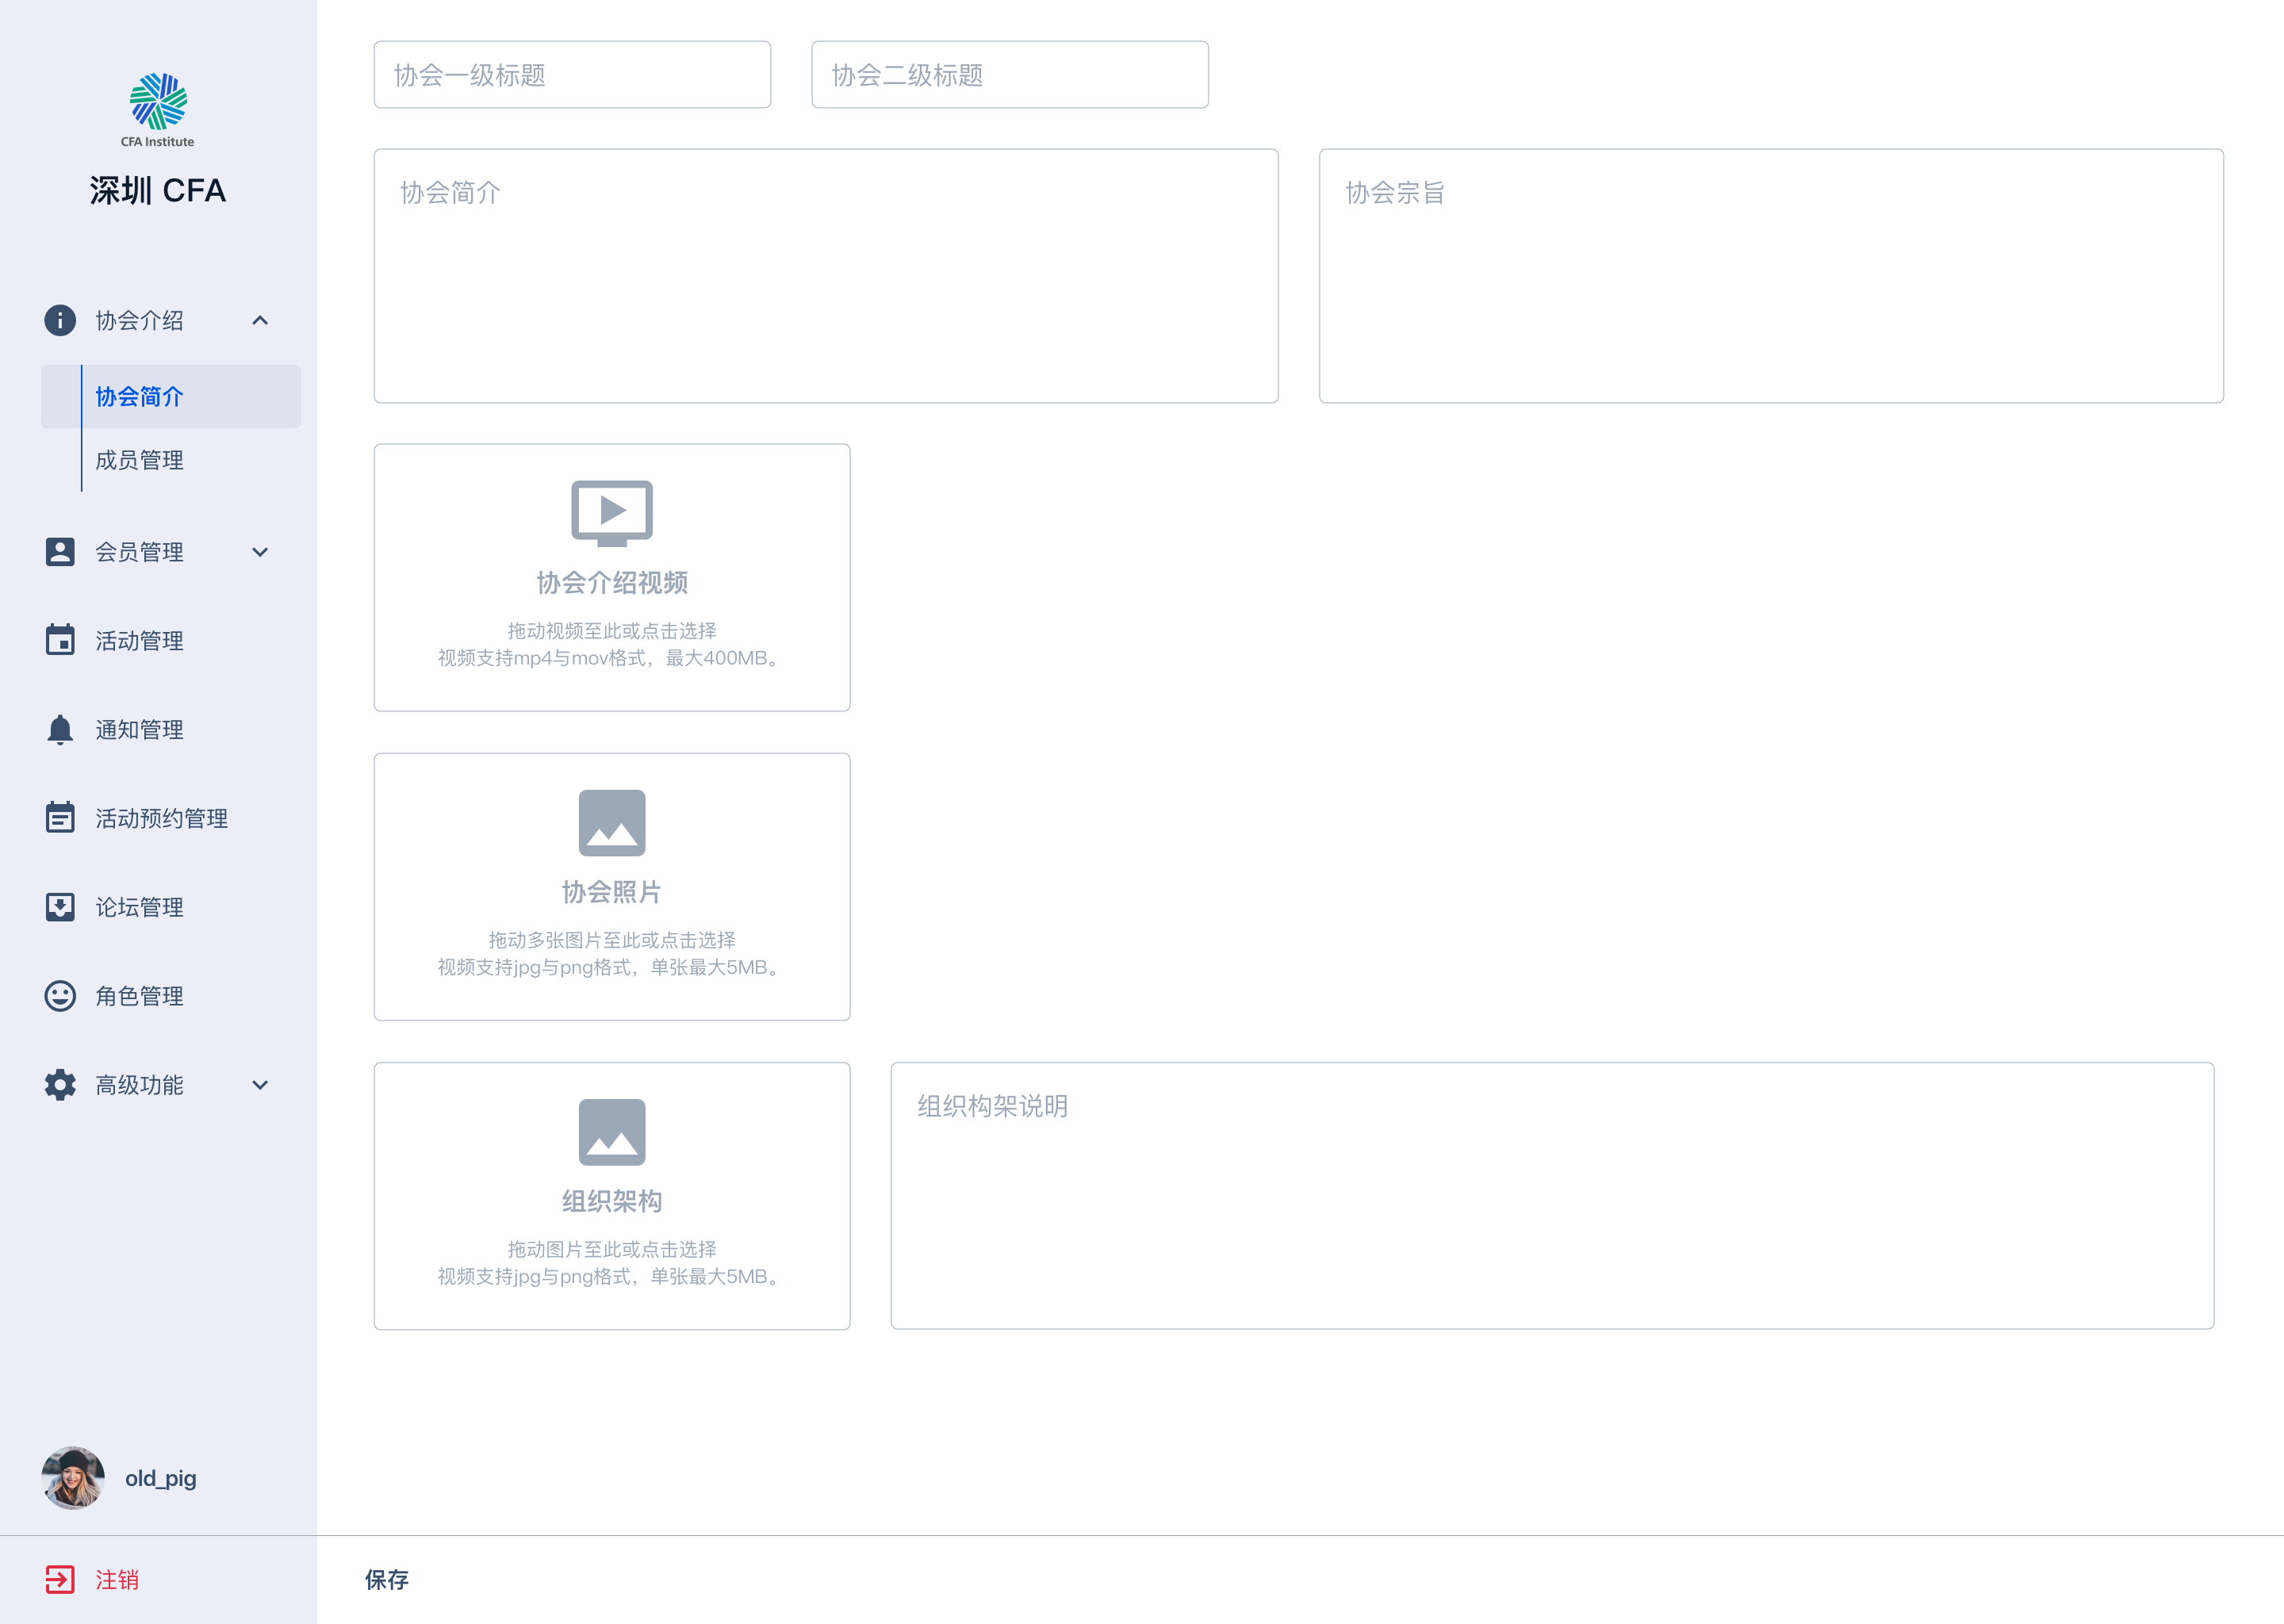 CFA Institute
深圳 CFA
协会介绍
协会简介
成员管理
会员管理
活动管理
通知管理
活动预约管理
论坛管理
角色管理
高级功能
old_pig
注销
协会一级标题
协会二级标题
协会简介
协会宗旨
协会介绍视频
拖动视频至此或点击选择
视频支持mp4与mov格式，最大400MB。
协会照片
拖动多张图片至此或点击选择
视频支持jpg与png格式，单张最大5MB。
组织架构
拖动图片至此或点击选择
视频支持jpg与png格式，单张最大5MB。
组织构架说明
保存